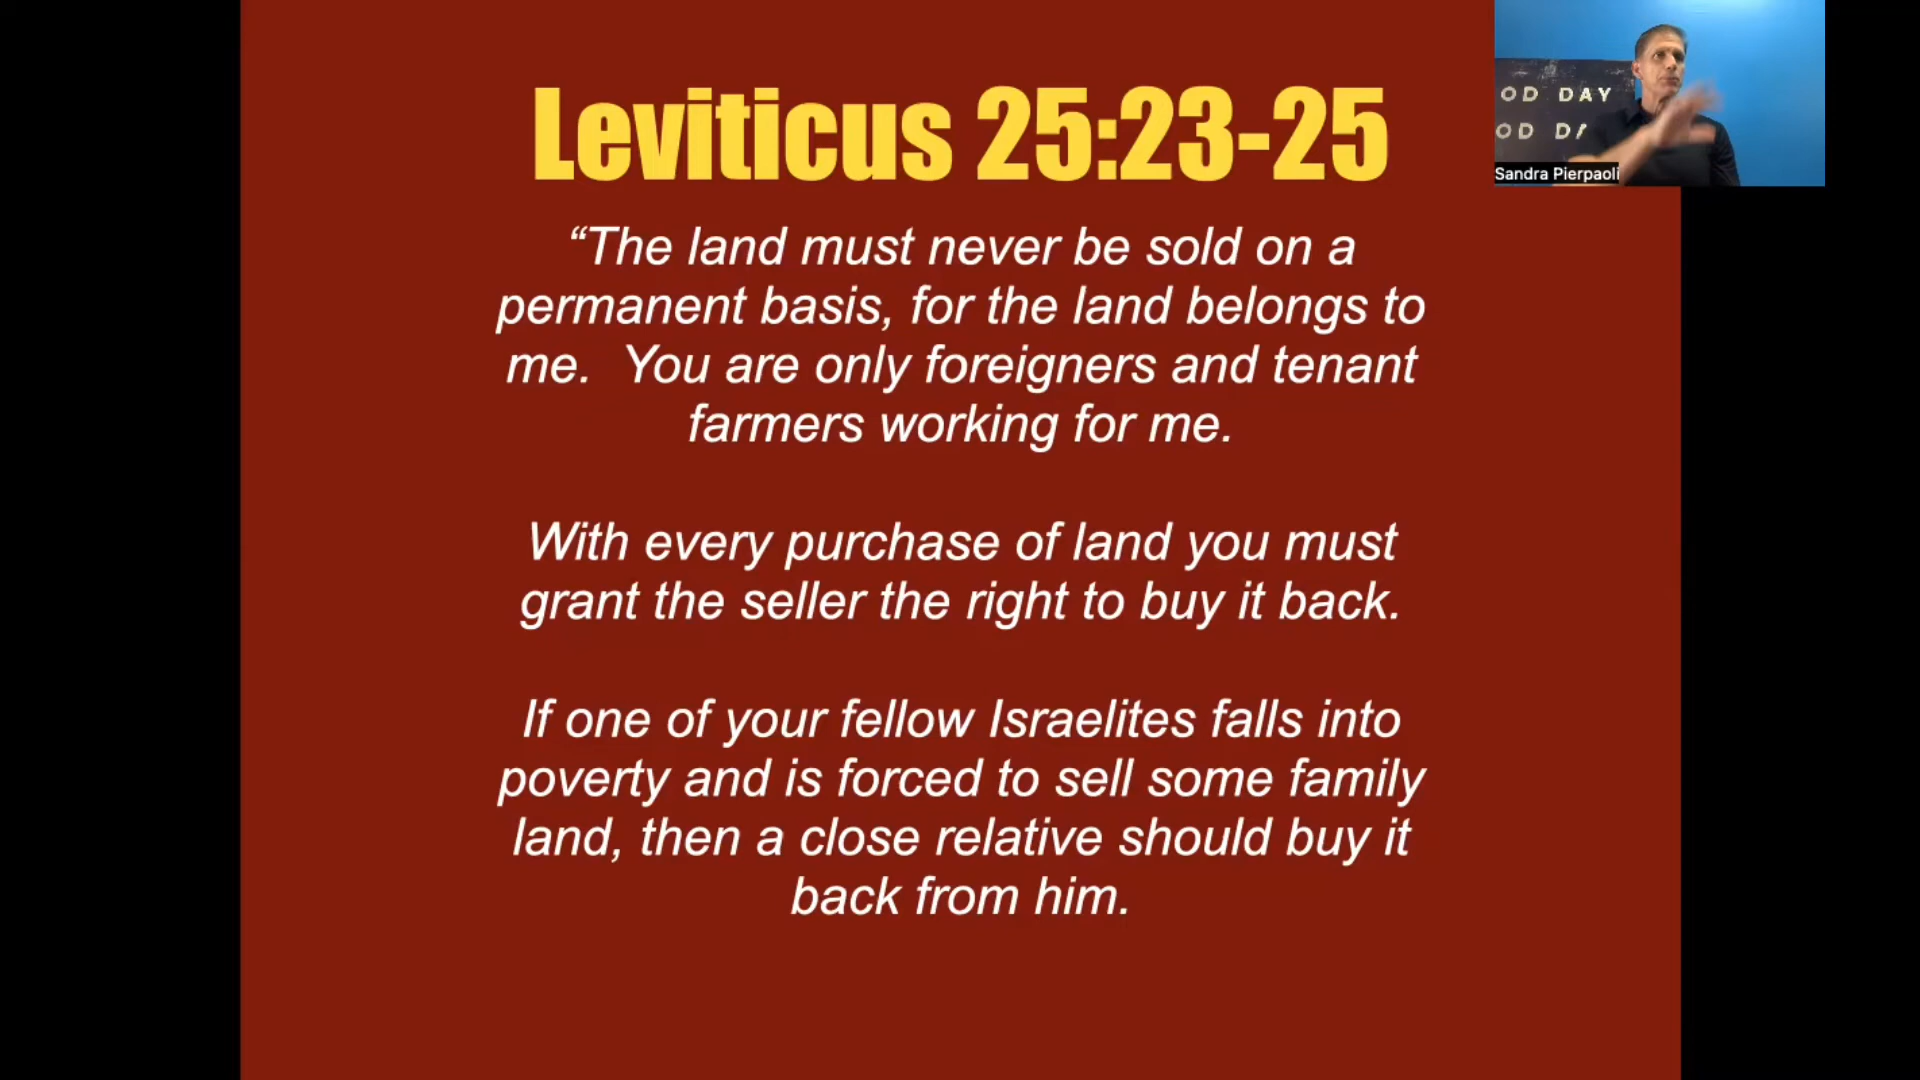 Leviticus 25:23-25
“The land must never be sold on a
permanent basis, for the land belongs to
me.  You are only foreigners and tenant
farmers working for me.
With every purchase of land you must
grant the seller the right to buy it back.
If one of your fellow Israelites falls into
poverty and is forced to sell some family
land, then a close relative should buy it
back from him.
OD DAY
OD DA
Sandra Pierpaoli